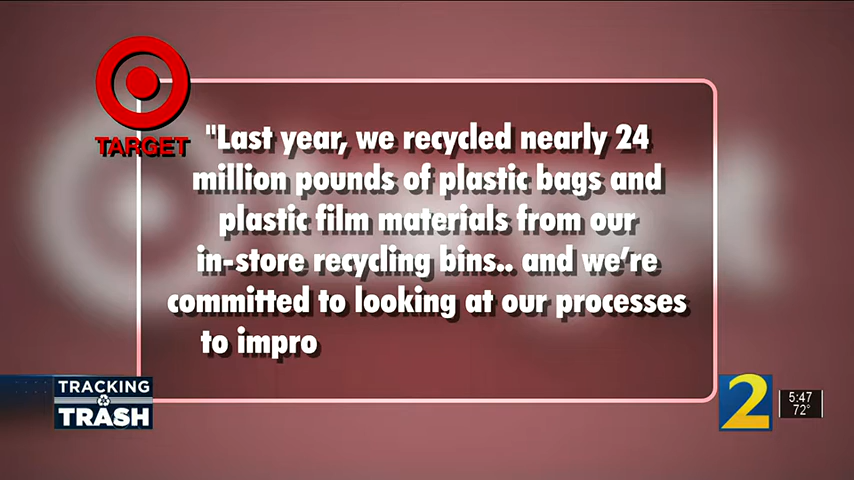 TARGET
"Last year, we recycled nearly 24
million pounds of plastic bags and
plastic film materials from our
in-store recycling bins.. and we’re
committed to looking at our processes
to impro
TRACKING
TRASH
2
5:47
72°